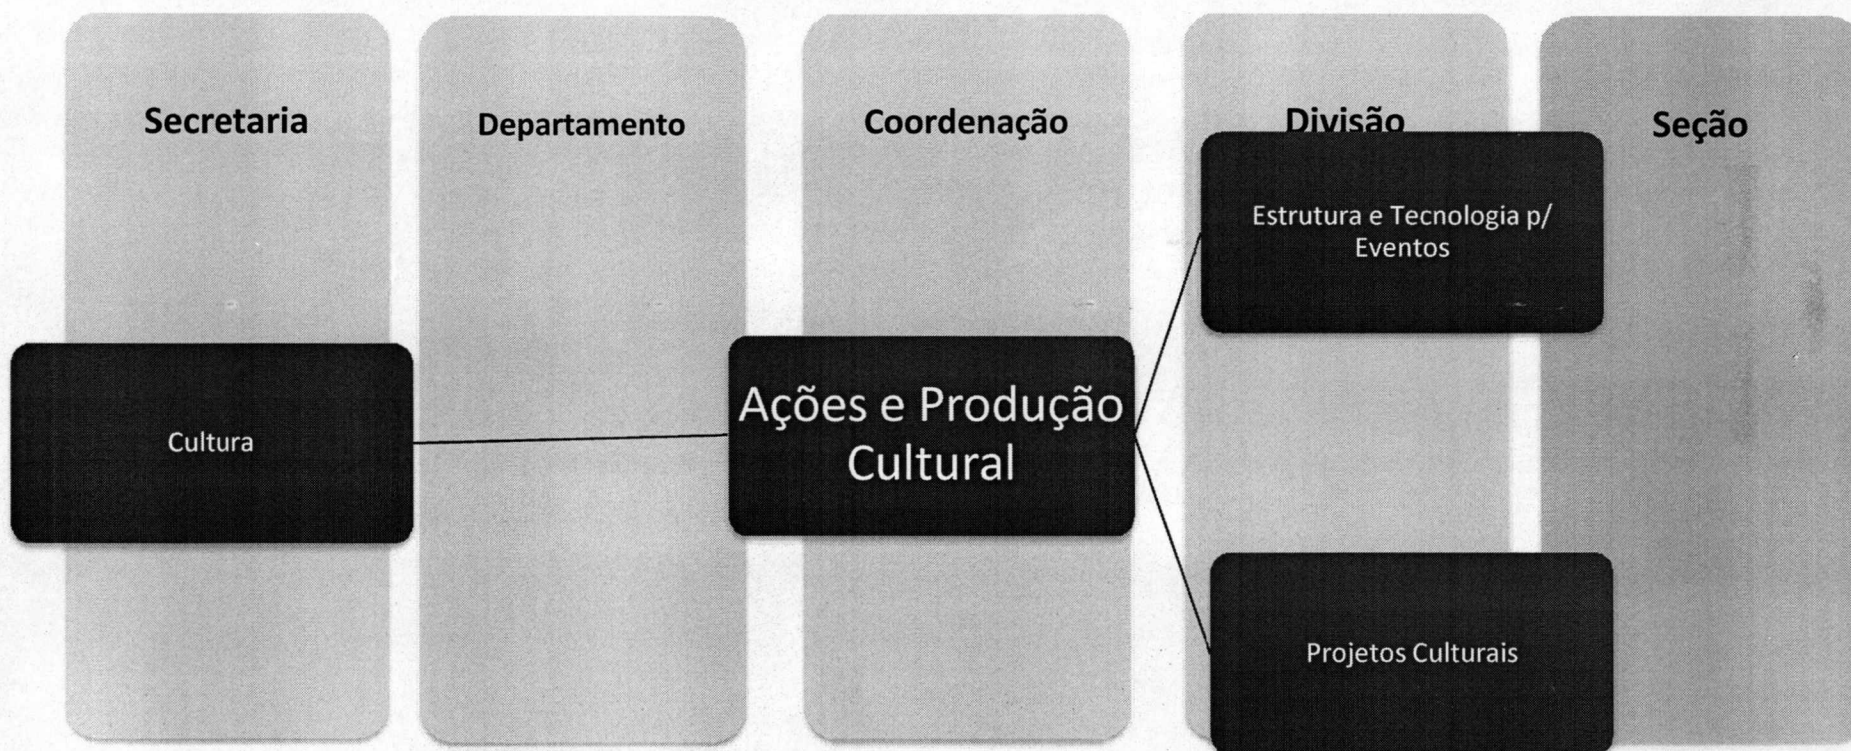 Secretaria
Departamento
Coordenação
Divisão
Seção
Estrutura e Tecnologia p/
Eventos
Cultura
Ações e Produção
Cultural
Projetos Culturais